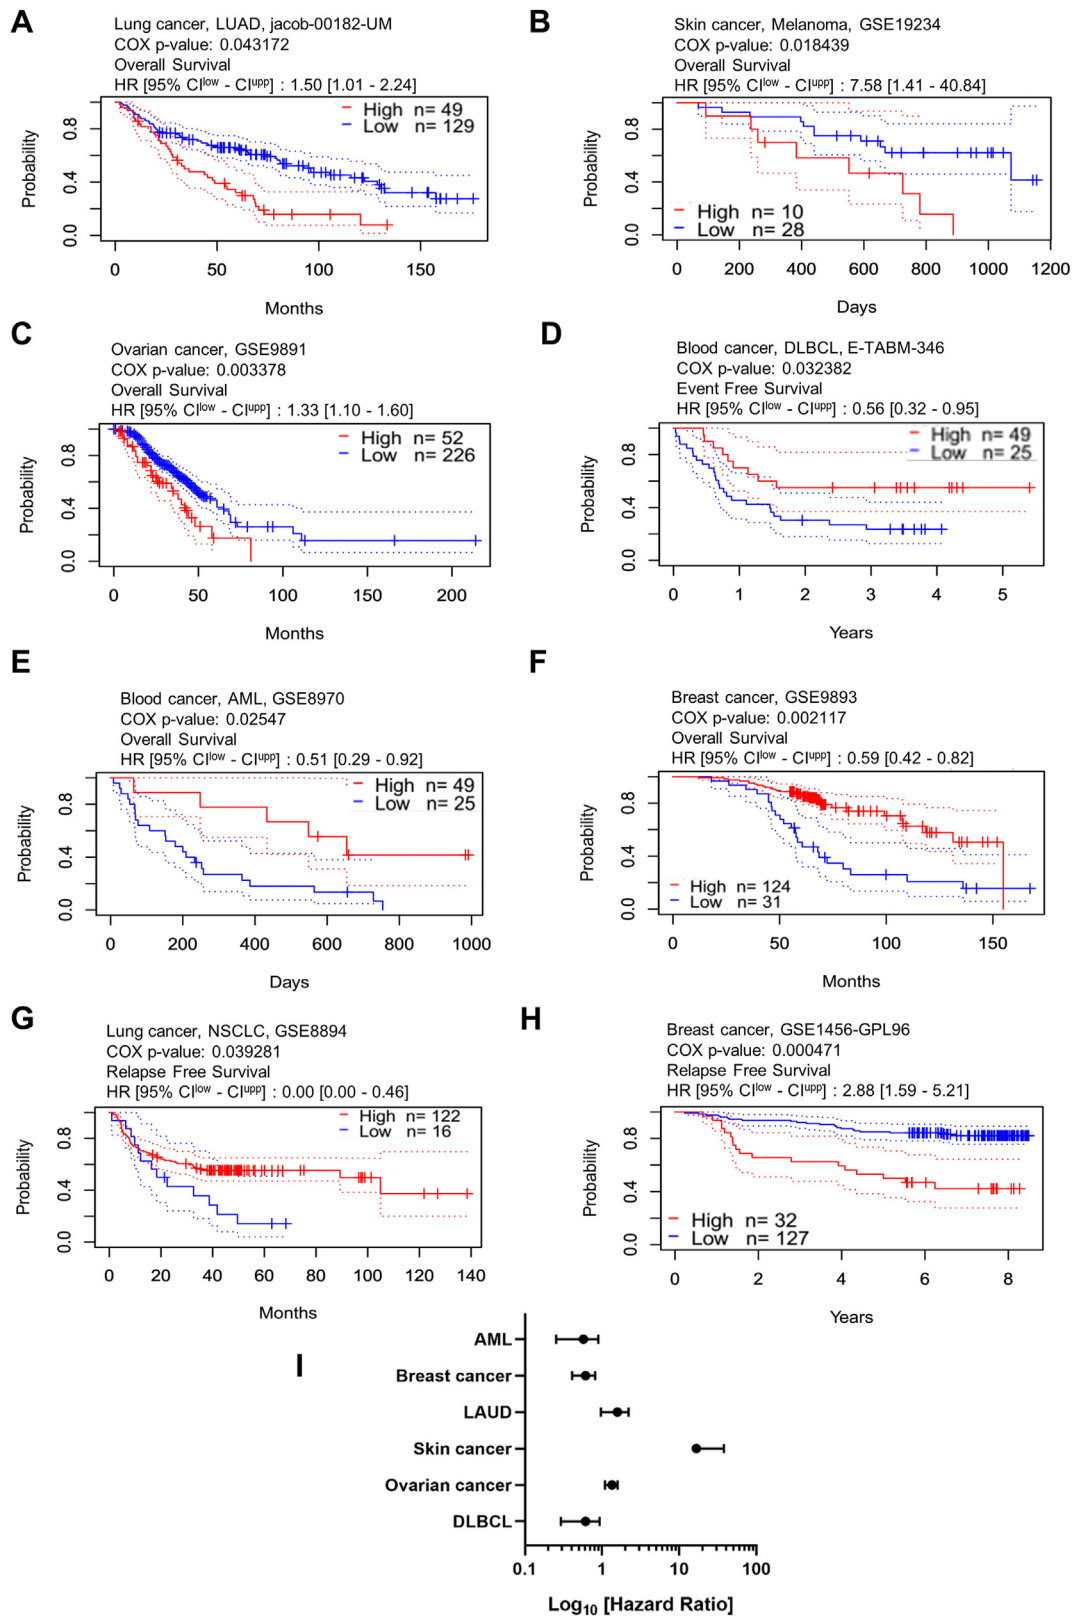 A
Lung cancer, LUAD, jacob-00182-UM
COX p-value: 0.043172
Overall Survival
HR [95% CIlow - CIupp] : 1.50 [1.01 - 2.24]
High n= 49
Low n= 129
Probability
0.8
0.4
0.0
0 50 100 150
Months
B
Skin cancer, Melanoma, GSE19234
COX p-value: 0.018439
Overall Survival
HR [95% CIlow - CIupp] : 7.58 [1.41 - 40.84]
Probability
0.8
0.4
0.0
High n= 10
Low n= 28
0 200 400 600 800 1000 1200
Days
C
Ovarian cancer, GSE9891
COX p-value: 0.003378
Overall Survival
HR [95% CIlow - CIupp] : 1.33 [1.10 - 1.60]
High n= 52
Low n= 226
Probability
0.8
0.4
0.0
0 50 100 150 200
Months
D
Blood cancer, DLBCL, E-TABM-346
COX p-value: 0.032382
Event Free Survival
HR [95% CIlow - CIupp] : 0.56 [0.32 - 0.95]
High n= 49
Low n= 25
Probability
0.8
0.4
0.0
0 1 2 3 4 5
Years
E
Blood cancer, AML, GSE8970
COX p-value: 0.02547
Overall Survival
HR [95% CIlow - CIupp] : 0.51 [0.29 - 0.92]
High n= 49
Low n= 25
Probability
0.8
0.4
0.0
0 200 400 600 800 1000
Days
F
Breast cancer, GSE9893
COX p-value: 0.002117
Overall Survival
HR [95% CIlow - CIupp] : 0.59 [0.42 - 0.82]
Probability
0.8
0.4
0.0
High n= 124
Low n= 31
0 50 100 150
Months
G
Lung cancer, NSCLC, GSE8894
COX p-value: 0.039281
Relapse Free Survival
HR [95% CIlow - CIupp] : 0.00 [0.00 - 0.46]
High n= 122
Low n= 16
Probability
0.8
0.4
0.0
0 20 40 60 80 100 120 140
Months
H
Breast cancer, GSE1456-GPL96
COX p-value: 0.000471
Relapse Free Survival
HR [95% CIlow - CIupp] : 2.88 [1.59 - 5.21]
Probability
0.8
0.4
0.0
High n= 32
Low n= 127
0 2 4 6 8
Years
I
AML
Breast cancer
LAUD
Skin cancer
Ovarian cancer
DLBCL
0.1 1 10 100
Log10 [Hazard Ratio]